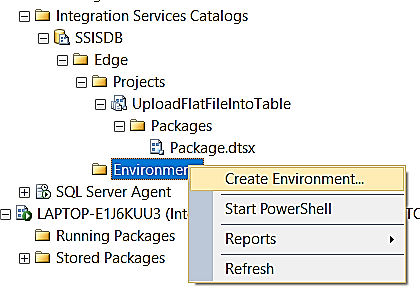 Integration Services Catalogs
SSISDB
Edge
Projects
UploadFlatFileIntoTable
Packages
Package.dtsx
Environmen
Create Environment...
SQL Server Agent
Start PowerShell
LAPTOP-E1J6KUU3 (Int
TO
Reports
Running Packages
Stored Packages
Refresh